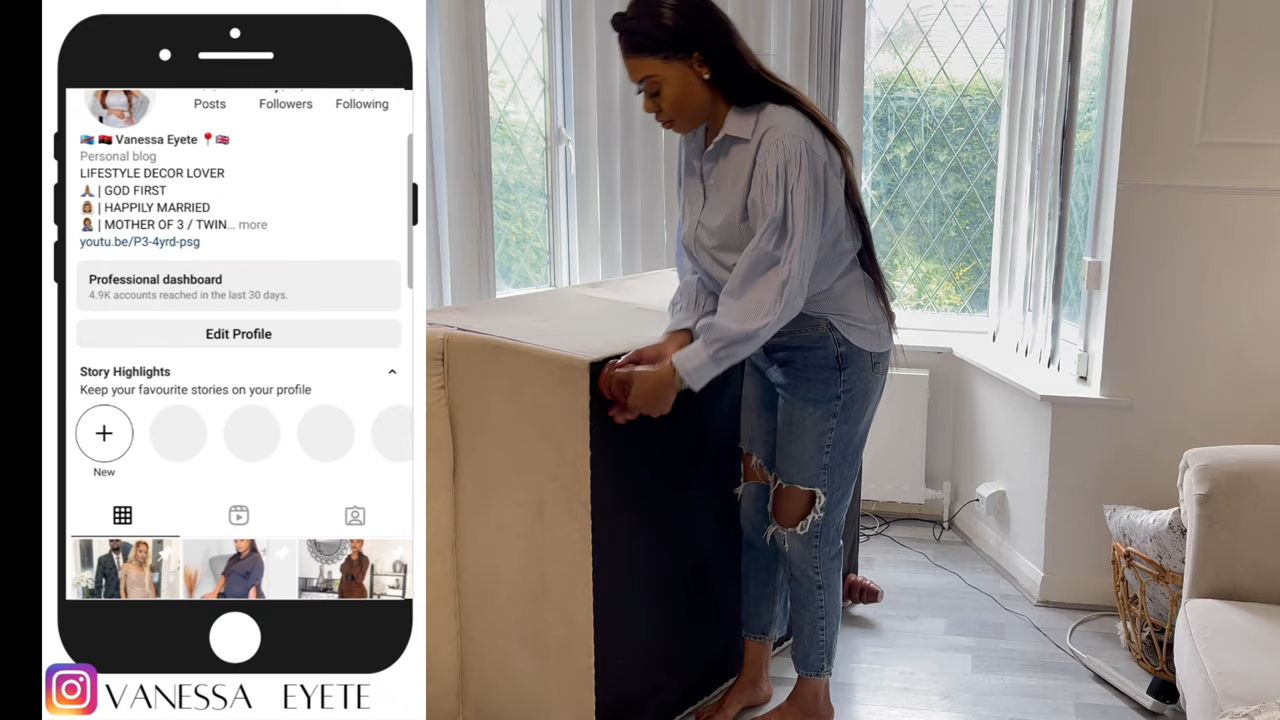 Posts Followers Following
🇨🇩 🇦🇴 Vanessa Eyete 📍🇬🇧
Personal blog
LIFESTYLE DECOR LOVER
🙏🏽 | GOD FIRST
👰🏽 | HAPPILY MARRIED
🤱🏽 | MOTHER OF 3 / TWIN… more
youtu.be/P3-4yrd-psg
Professional dashboard
4.9K accounts reached in the last 30 days.
Edit Profile
Story Highlights
Keep your favourite stories on your profile
New
VANESSA EYETE